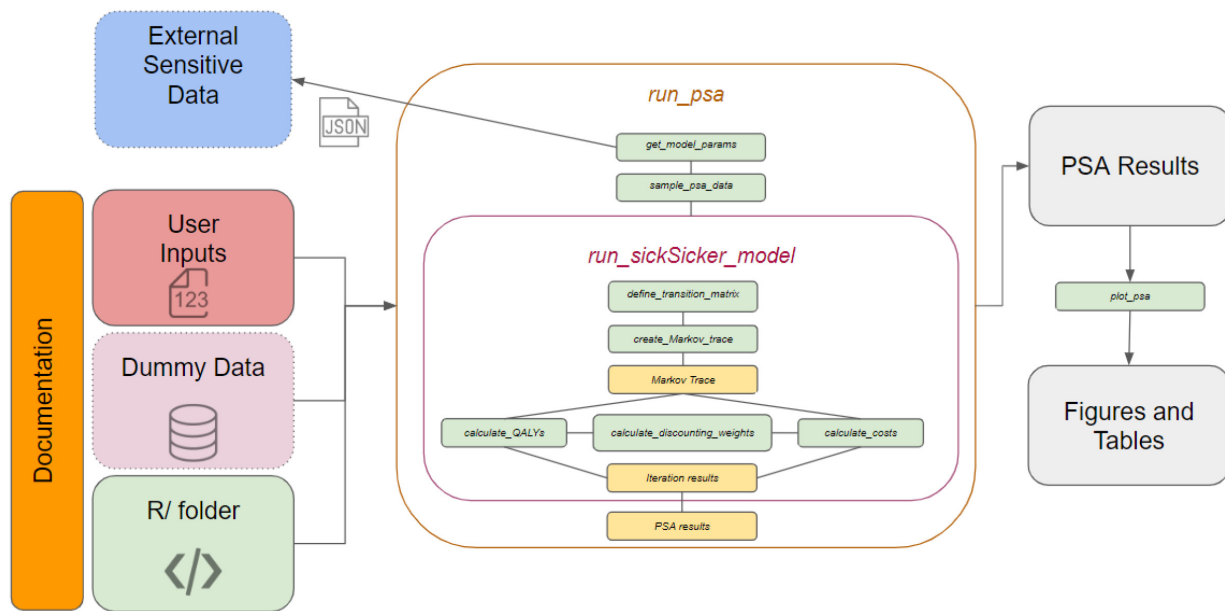 External
Sensitive
Data
JSON
Documentation
User
Inputs
123
Dummy Data
R/ folder
</>
run_psa
get_model_params
sample_psa_data
run_sickSicker_model
define_transition_matrix
create_Markov_trace
Markov Trace
calculate_QALYs
calculate_discounting_weights
calculate_costs
Iteration results
PSA results
PSA Results
plot_psa
Figures and
Tables